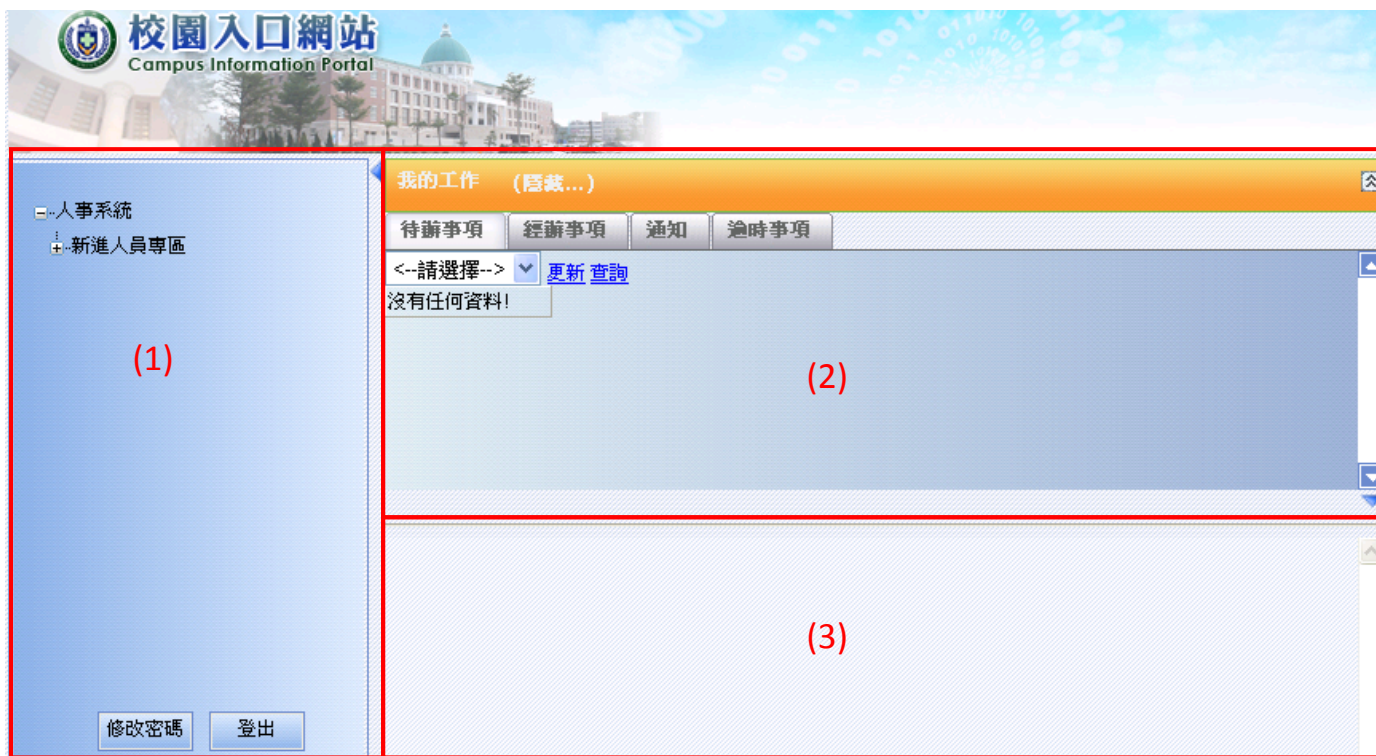 校園入口網站
Campus Information Portal
人事系統
新進人員專區
(1)
修改密碼
登出
我的工作 (隱藏...)
待辦事項 經辦事項 通知 逾時事項
<--請選擇--> 更新 查詢
沒有任何資料!
(2)
(3)